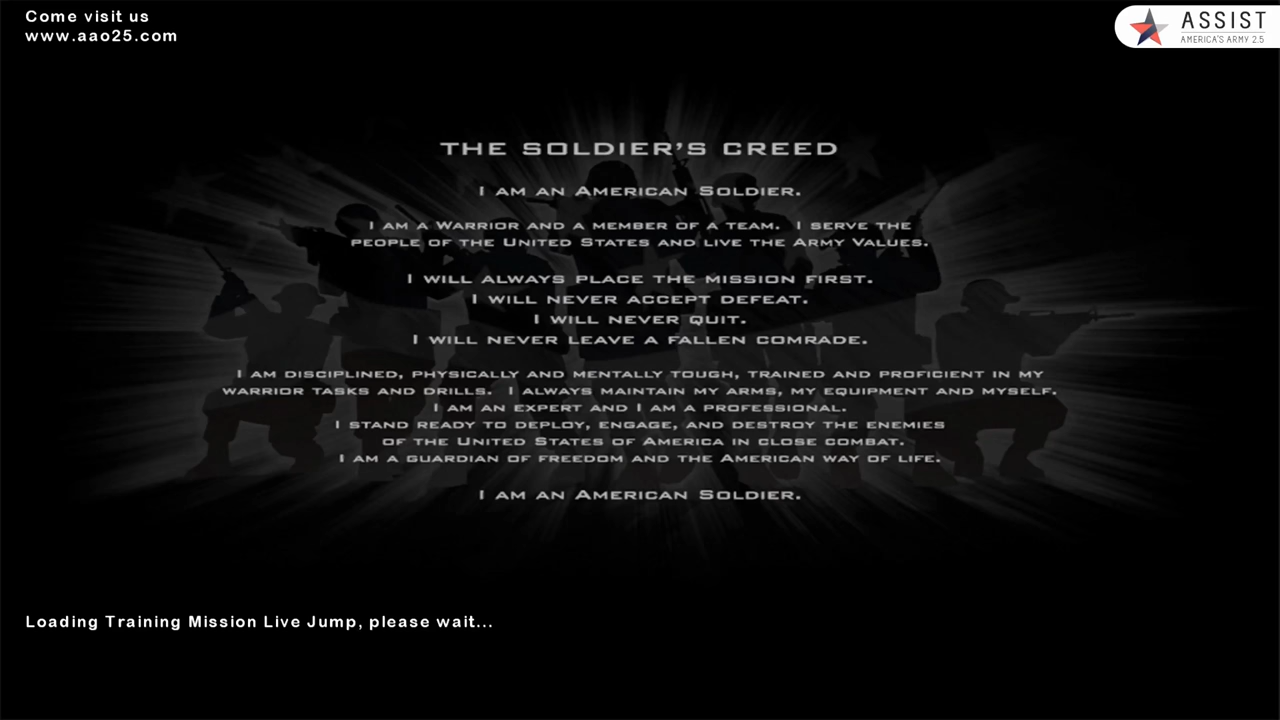 Come visit us
www.aao25.com
ASSIST
AMERICA'S ARMY 2.5
THE SOLDIER'S CREED
I AM AN AMERICAN SOLDIER.
I AM A WARRIOR AND A MEMBER OF A TEAM. I SERVE THE
PEOPLE OF THE UNITED STATES AND LIVE THE ARMY VALUES.
I WILL ALWAYS PLACE THE MISSION FIRST.
I WILL NEVER ACCEPT DEFEAT.
I WILL NEVER QUIT.
I WILL NEVER LEAVE A FALLEN COMRADE.
I AM DISCIPLINED, PHYSICALLY AND MENTALLY TOUGH, TRAINED AND PROFICIENT IN MY
WARRIOR TASKS AND DRILLS. I ALWAYS MAINTAIN MY ARMS, MY EQUIPMENT AND MYSELF.
I AM AN EXPERT AND I AM A PROFESSIONAL.
I STAND READY TO DEPLOY, ENGAGE, AND DESTROY THE ENEMIES
OF THE UNITED STATES OF AMERICA IN CLOSE COMBAT.
I AM A GUARDIAN OF FREEDOM AND THE AMERICAN WAY OF LIFE.
I AM AN AMERICAN SOLDIER.
Loading Training Mission Live Jump, please wait...